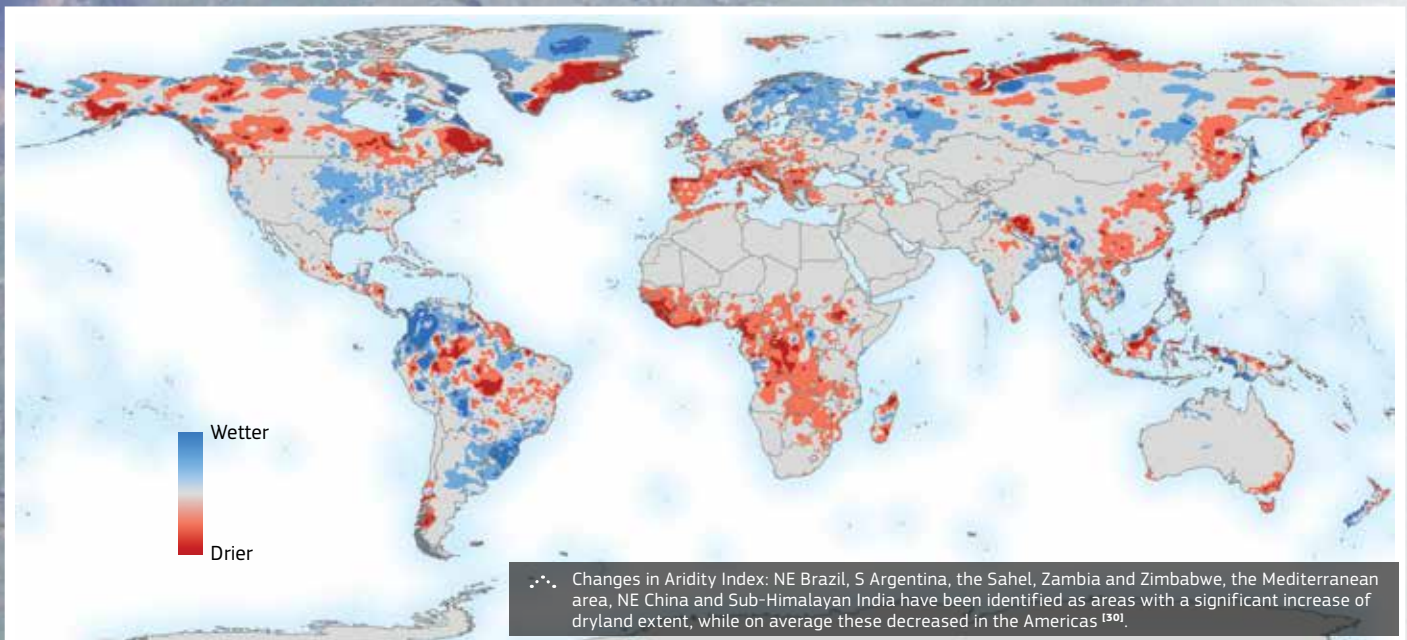 Wetter
Drier
Changes in Aridity Index: NE Brazil, S Argentina, the Sahel, Zambia and Zimbabwe, the Mediterranean
area, NE China and Sub-Himalayan India have been identified as areas with a significant increase of
dryland extent, while on average these decreased in the Americas [30].